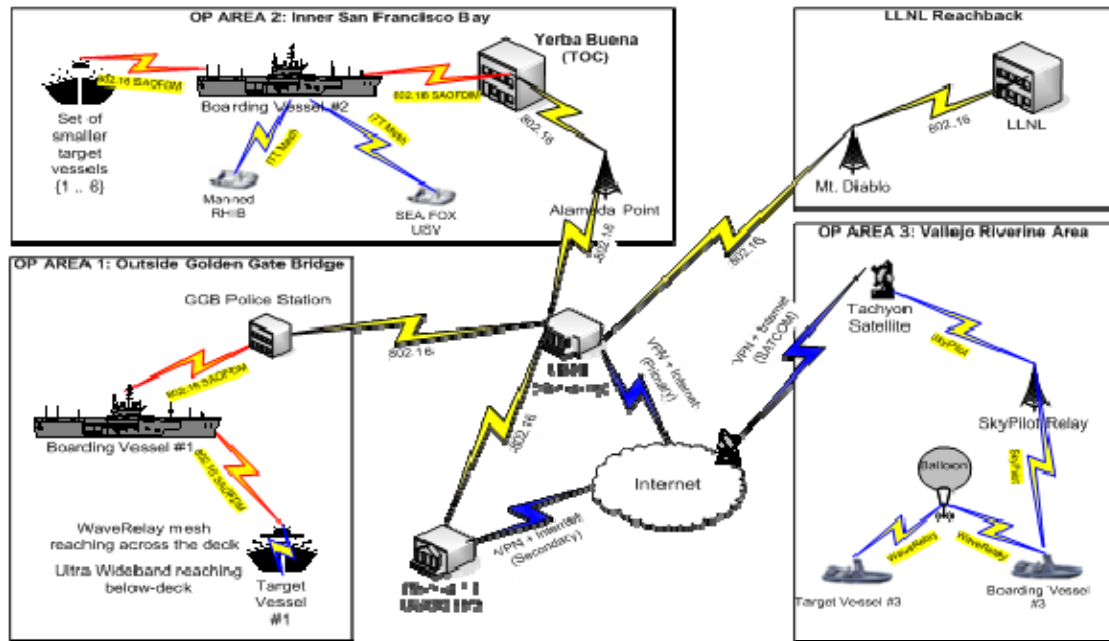 OP AREA 2: Inner San Francisco Bay
Yerba Buena
(TOC)
802.16 SAOFDM
802.16 SAOFDM
Boarding Vessel #2
Set of
smaller
target
vessels
{1 .. 6}
ITT Mesh
ITT Mesh
Manned
RHIB
SEA FOX
USV
802.16
Alameda Point
802.16
LLNL Reachback
802.16
LLNL
Mt. Diablo
802.16
OP AREA 1: Outside Golden Gate Bridge
GGB Police Station
802.16
802.16 SAOFDM
Boarding Vessel #1
802.16 SAOFDM
WaveRelay mesh
reaching across the deck
Ultra Wideband reaching
below-deck
Target
Vessel
#1
802.16
VPN + Internet
(Primary)
VPN + Internet
(Secondary)
VPN + Internet
(SATCOM)
Internet
OP AREA 3: Vallejo Riverine Area
Tachyon
Satellite
SkyPilot
SkyPilot Relay
SkyPilot
Balloon
WaveRelay
WaveRelay
Target Vessel #3
Boarding Vessel
#3